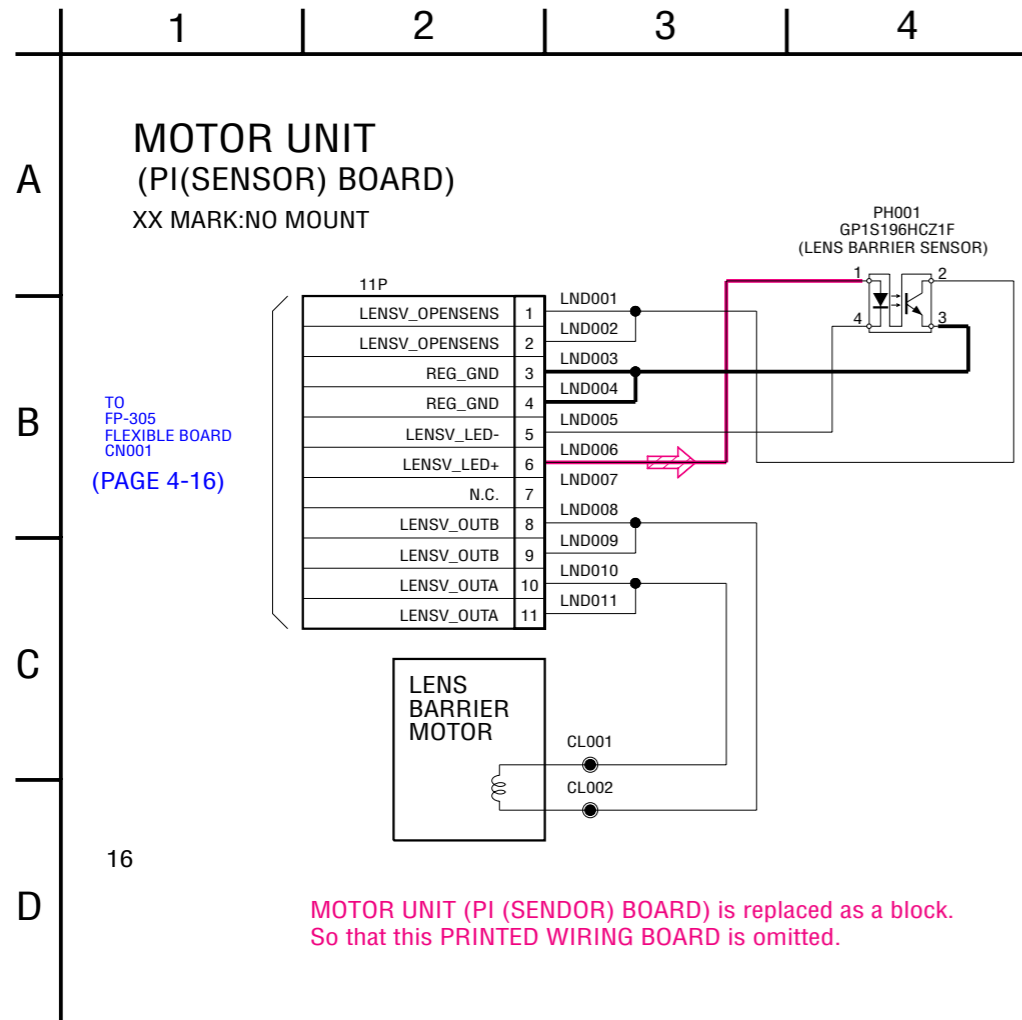 1 2 3 4
A
MOTOR UNIT
(PI(SENSOR) BOARD)
XX MARK:NO MOUNT
PH001
GP1S196HCZ1F
(LENS BARRIER SENSOR)
1 2
4 3
11P
B
TO
FP-305
FLEXIBLE BOARD
CN001
(PAGE 4-16)
LENSV_OPENSENS 1 LND001
LENSV_OPENSENS 2 LND002
REG_GND 3 LND003
REG_GND 4 LND004
LENSV_LED- 5 LND005
LENSV_LED+ 6 LND006
N.C. 7 LND007
LENSV_OUTB 8 LND008
LENSV_OUTB 9 LND009
LENSV_OUTA 10 LND010
LENSV_OUTA 11 LND011
C
LENS
BARRIER
MOTOR
CL001
CL002
16
D
MOTOR UNIT (PI (SENDOR) BOARD) is replaced as a block.
So that this PRINTED WIRING BOARD is omitted.